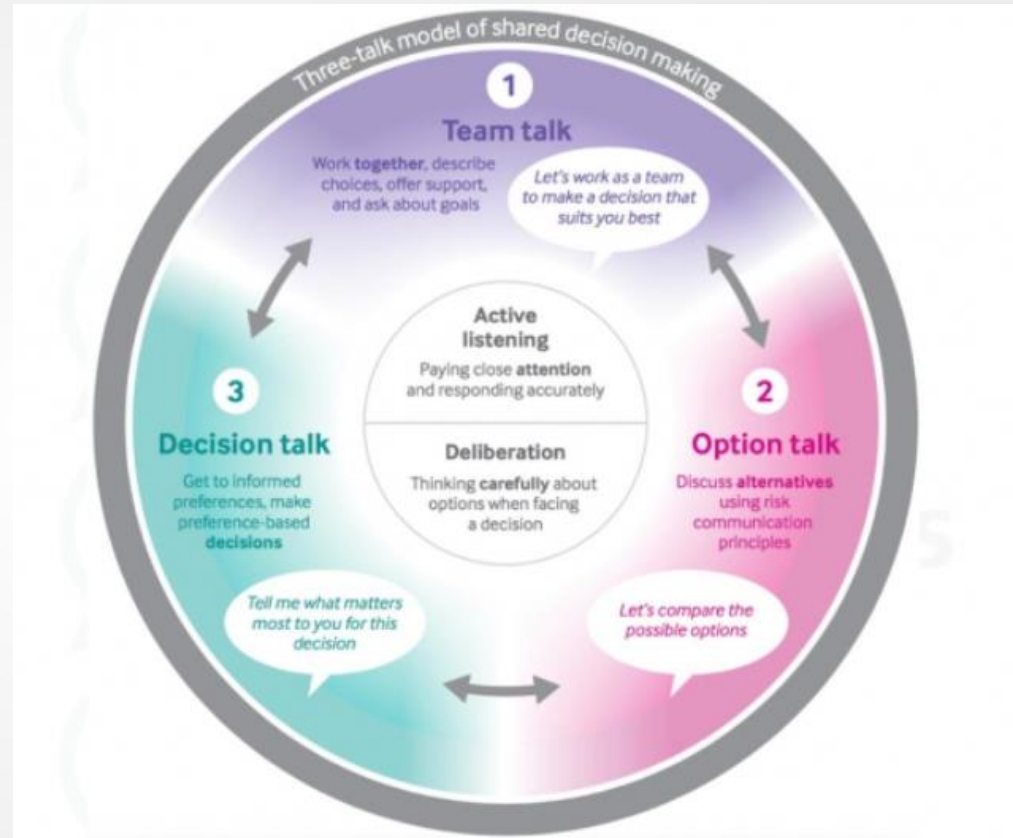 Three-talk model of shared decision making
1
Team talk
Work together, describe
choices, offer support,
and ask about goals
Let's work as a team
to make a decision that
suits you best
Active
listening
Paying close attention
and responding accurately
Deliberation
Thinking carefully about
options when facing
a decision
2
Option talk
Discuss alternatives
using risk
communication
principles
Let's compare the
possible options
3
Decision talk
Get to informed
preferences, make
preference-based
decisions
Tell me what matters
most to you for this
decision
5